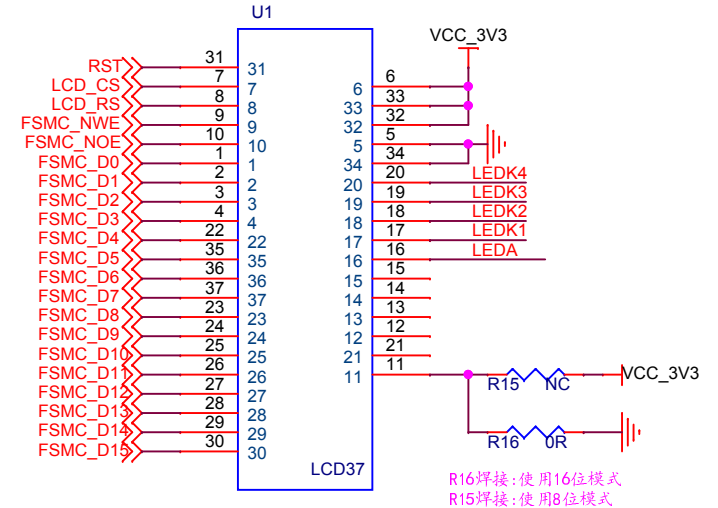 U1
VCC_3V3
RST 31 31
LCD_CS 7 7
LCD_RS 8 8
FSMC_NWE 9 9
FSMC_NOE 10 10
FSMC_D0 1 1
FSMC_D1 2 2
FSMC_D2 3 3
FSMC_D3 4 4
FSMC_D4 22 22
FSMC_D5 35 35
FSMC_D6 36 36
FSMC_D7 37 37
FSMC_D8 23 23
FSMC_D9 24 24
FSMC_D10 25 25
FSMC_D11 26 26
FSMC_D12 27 27
FSMC_D13 28 28
FSMC_D14 29 29
FSMC_D15 30 30
6 6
33 33
32 32
5 5
34 34
20 20 LEDK4
19 19 LEDK3
18 18 LEDK2
17 17 LEDK1
16 16 LEDA
15 15
14 14
13 13
12 12
21 21
11 11
R15 NC VCC_3V3
R16 0R
LCD37
R16焊接:使用16位模式
R15焊接:使用8位模式